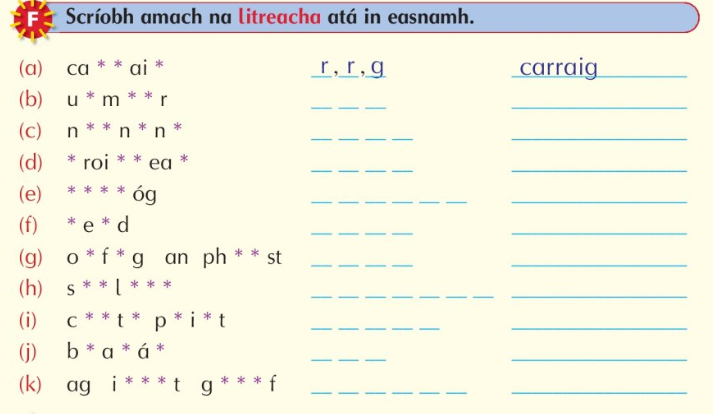 F Scríobh amach na litreacha atá in easnamh.
(a) ca * * ai * r , r , g carraig
(b) u * m * * r _ _ _
(c) n * * n * n * _ _ _ _
(d) * roi * * ea * _ _ _ _
(e) * * * * óg _ _ _ _ _ _
(f) * e * d _ _ _ _
(g) o * f * g an ph * * st _ _ _ _
(h) s * * l * * * _ _ _ _ _ _ _
(i) c * * t * p * i * t _ _ _ _ _
(j) b * a * á * _ _ _
(k) ag i * * * t g * * * f _ _ _ _ _ _